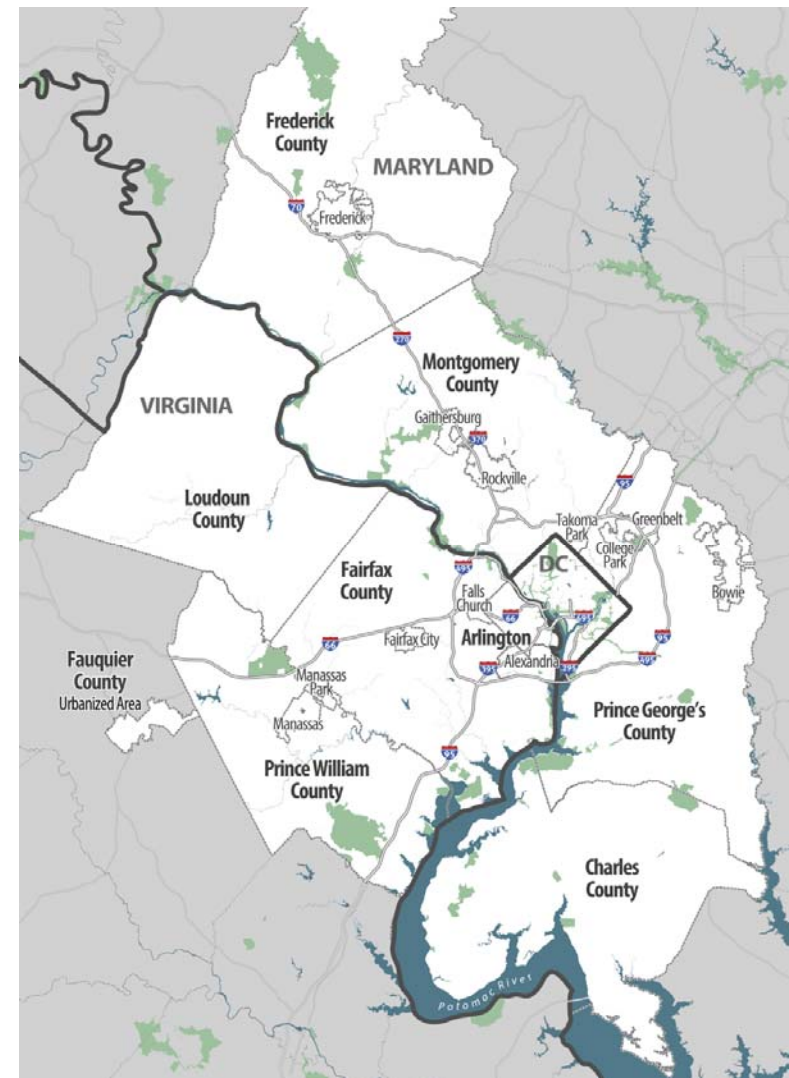 Frederick
County
MARYLAND
70
Frederick
270
Montgomery
County
VIRGINIA
Gaithersburg
370
Rockville
95
Loudoun
County
Takoma
Park
Greenbelt
College
Park
DC
495
Fairfax
County
Falls
Church
66
695
Bowie
Arlington
Fairfax City
66
95
495
Alexandria
395
395
Fauquier
County
Urbanized Area
Manassas
Park
Manassas
Prince George's
County
95
Prince William
County
Charles
County
Potomac River